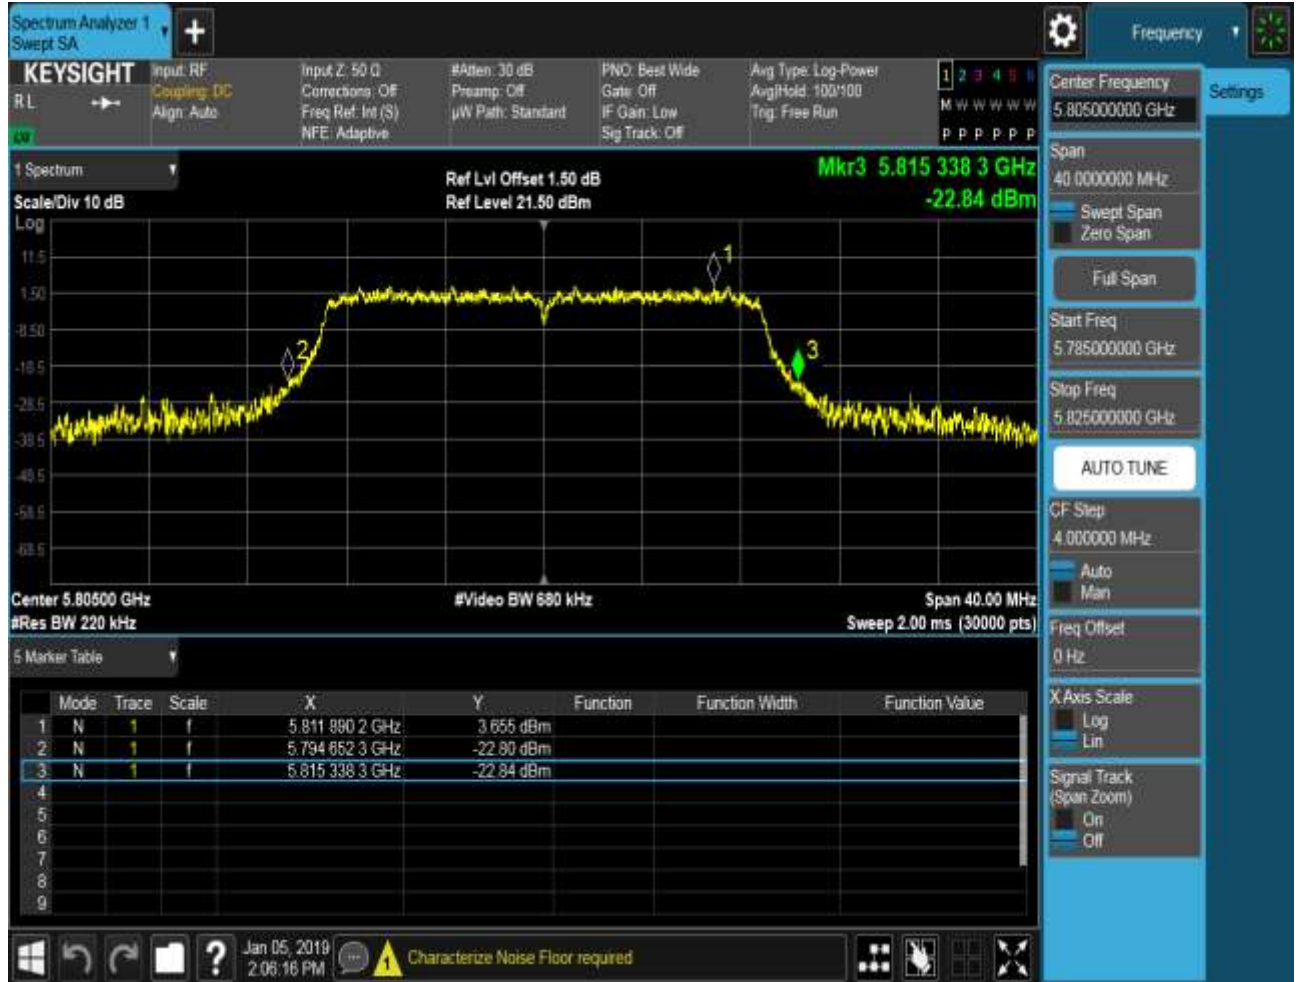 Spectrum Analyzer 1
Swept SA
+
Frequency
KEYSIGHT
R L
Input: RF
Coupling: DC
Align: Auto
Input Z: 50 Ω
Corrections: Off
Freq Ref: Int (S)
NFE: Adaptive
#Atten: 30 dB
Preamp: Off
µW Path: Standard
PNO: Best Wide
Gate: Off
IF Gain: Low
Sig Track: Off
Avg Type: Log-Power
Avg|Hold: 100/100
Trig: Free Run
1 2 3 4 5 6
M W W W W W
P P P P P P
1 Spectrum
Scale/Div 10 dB
Log
Ref Lvl Offset 1.50 dB
Ref Level 21.50 dBm
Mkr3 5.815 338 3 GHz
-22.84 dBm
11.5
1.50
-8.50
-18.5
-28.5
-38.5
-48.5
-58.5
-68.5
1
2
3
Center 5.80500 GHz
#Res BW 220 kHz
#Video BW 680 kHz
Span 40.00 MHz
Sweep 2.00 ms (30000 pts)
5 Marker Table
Mode Trace Scale X Y Function Function Width Function Value
1 N 1 f 5.811 890 2 GHz 3.655 dBm
2 N 1 f 5.794 652 3 GHz -22.80 dBm
3 N 1 f 5.815 338 3 GHz -22.84 dBm
4
5
6
7
8
9
Center Frequency
5.805000000 GHz
Settings
Span
40.0000000 MHz
Swept Span
Zero Span
Full Span
Start Freq
5.785000000 GHz
Stop Freq
5.825000000 GHz
AUTO TUNE
CF Step
4.000000 MHz
Auto
Man
Freq Offset
0 Hz
X Axis Scale
Log
Lin
Signal Track
(Span Zoom)
On
Off
?
Jan 05, 2019
2:06:16 PM
1
Characterize Noise Floor required